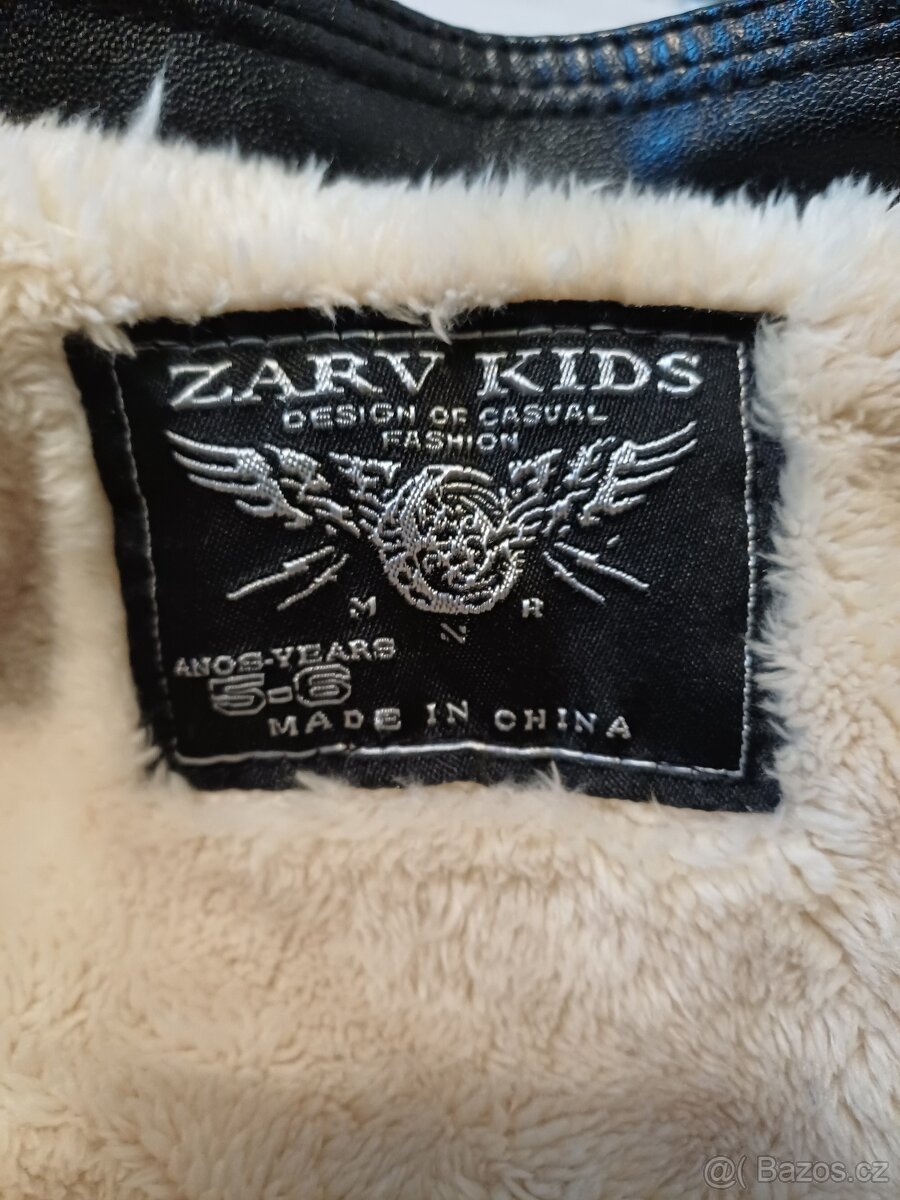 ZARV KIDS
DESIGN OF CASUAL
FASHION
M R
Z
ANOS-YEARS
5-6
MADE IN CHINA
@( Bazos.cz